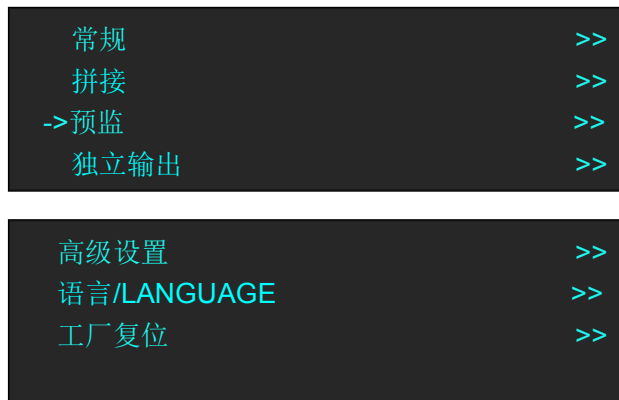 常规 >>
拼接 >>
->预监 >>
独立输出 >>
高级设置 >>
语言/LANGUAGE >>
工厂复位 >>